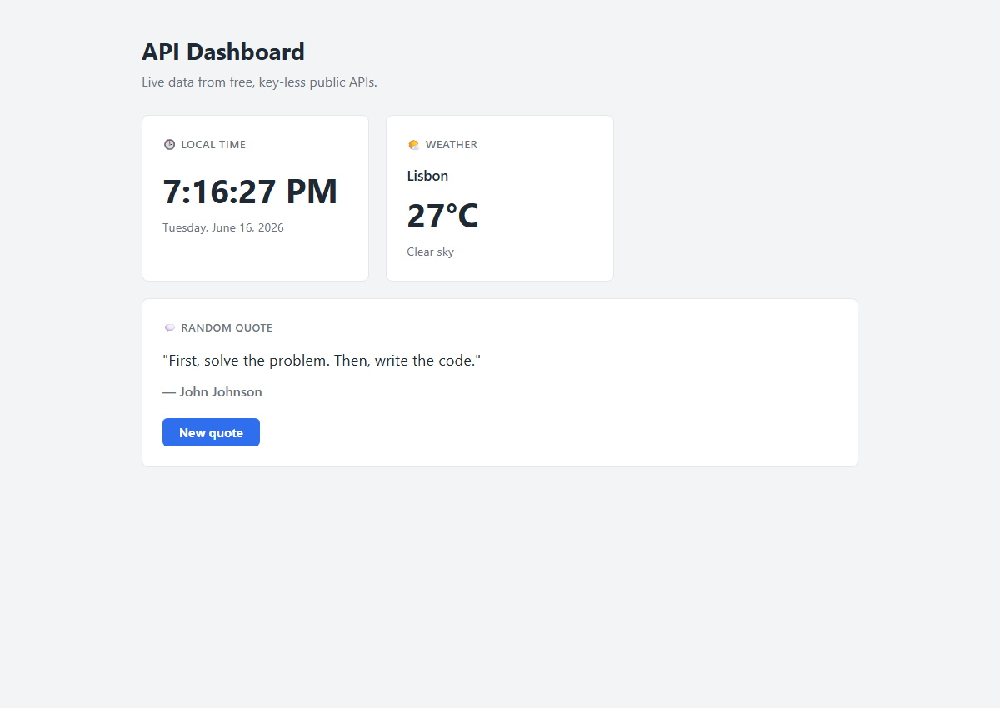 API Dashboard
Live data from free, key-less public APIs.
LOCAL TIME
7:16:27 PM
Tuesday, June 16, 2026
WEATHER
Lisbon
27°C
Clear sky
RANDOM QUOTE
"First, solve the problem. Then, write the code."
— John Johnson
New quote